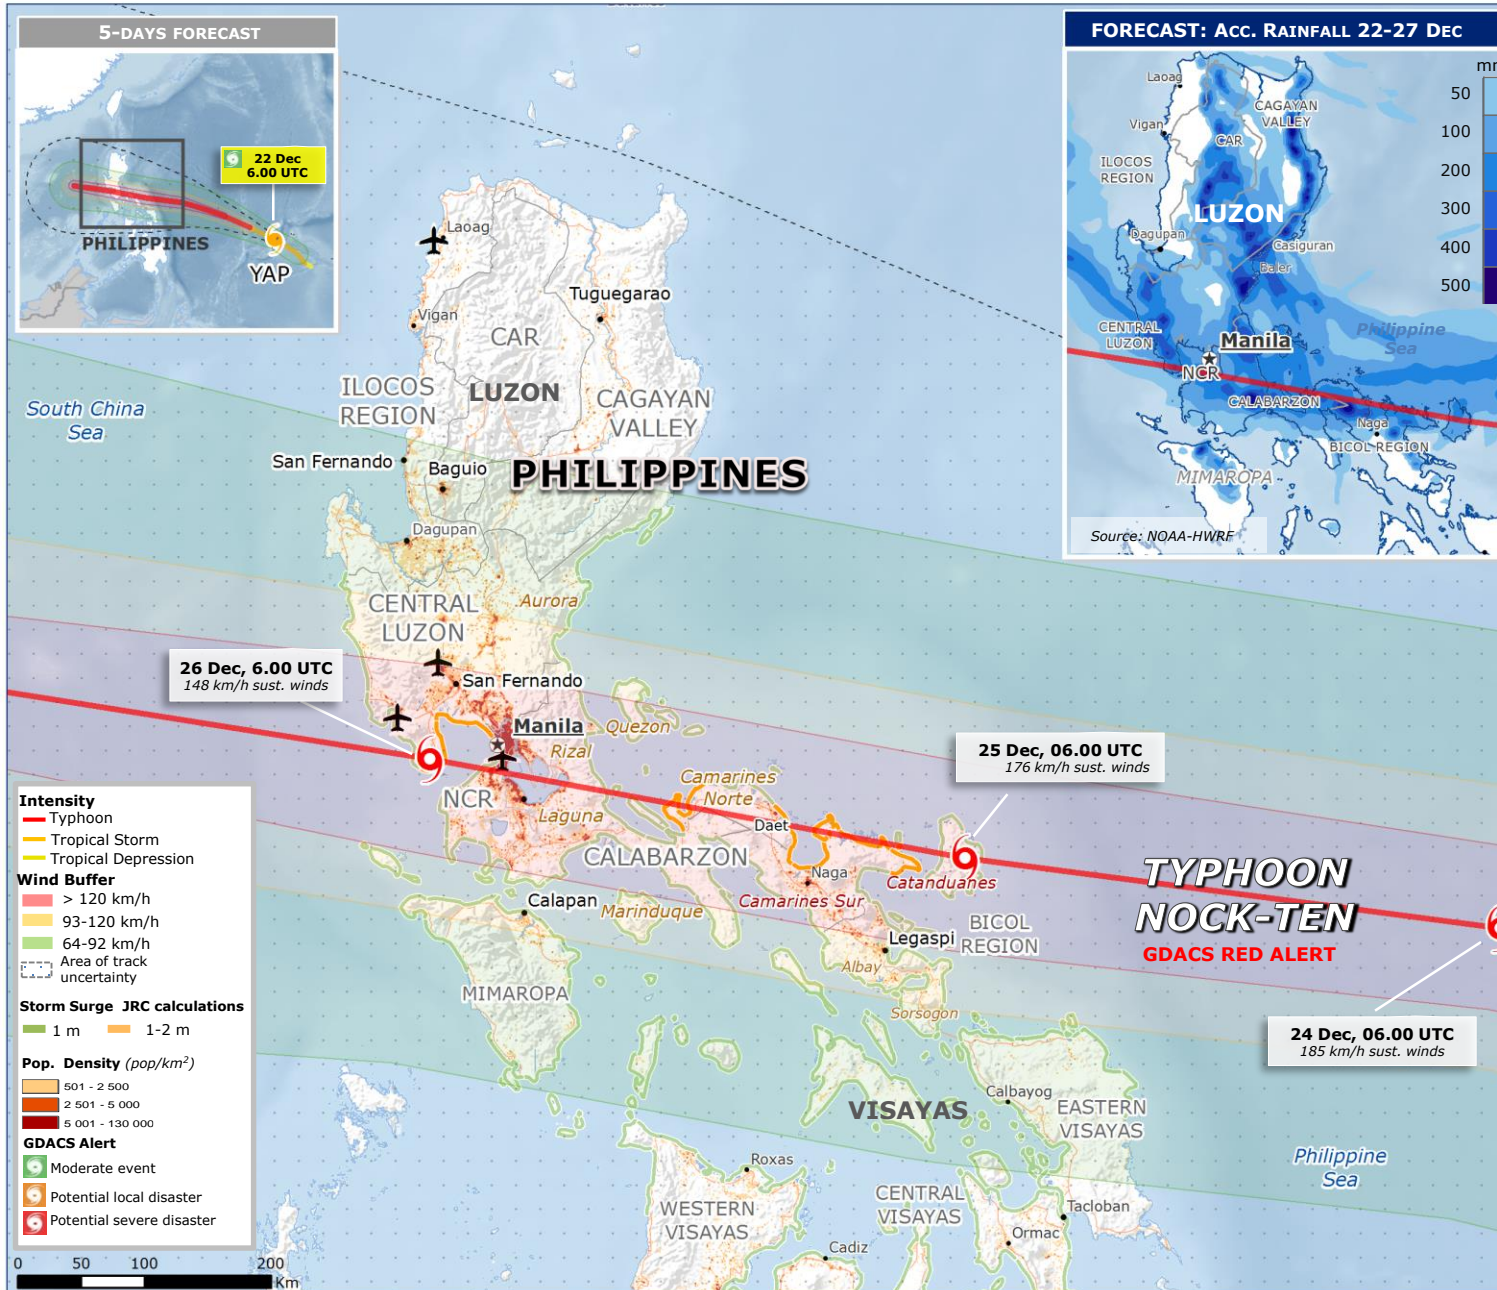 5-DAYS FORECAST
22 Dec
6.00 UTC
PHILIPPINES
YAP
FORECAST: ACC. RAINFALL 22-27 DEC
mm
50
100
200
300
400
500
Laoag
CAGAYAN
VALLEY
Vigan
CAR
ILOCOS
REGION
LUZON
Dagupan
Casiguran
Baler
CENTRAL
LUZON
Philippine
Sea
Manila
NCR
CALABARZON
Naga
BICOL REGION
MIMAROPA
Source: NOAA-HWRF
Laoag
Tuguegarao
Vigan
CAR
LUZON
ILOCOS
REGION
CAGAYAN
VALLEY
South China
Sea
San Fernando
Baguio
PHILIPPINES
Dagupan
CENTRAL
LUZON
Aurora
26 Dec, 6.00 UTC
148 km/h sust. winds
San Fernando
Manila
Quezon
Rizal
25 Dec, 06.00 UTC
176 km/h sust. winds
Camarines
Norte
NCR
Laguna
Daet
CALABARZON
Naga
Catanduanes
Camarines Sur
TYPHOON
NOCK-TEN
GDACS RED ALERT
Calapan
Marinduque
BICOL
REGION
Legaspi
Albay
MIMAROPA
Sorsogon
24 Dec, 06.00 UTC
185 km/h sust. winds
Calbayog
VISAYAS
EASTERN
VISAYAS
Philippine
Sea
Roxas
WESTERN
VISAYAS
CENTRAL
VISAYAS
Tacloban
Ormac
Cadiz
Intensity
Typhoon
Tropical Storm
Tropical Depression
Wind Buffer
> 120 km/h
93-120 km/h
64-92 km/h
Area of track
uncertainty
Storm Surge JRC calculations
1 m 1-2 m
Pop. Density (pop/km²)
501 - 2 500
2 501 - 5 000
5 001 - 130 000
GDACS Alert
Moderate event
Potential local disaster
Potential severe disaster
0 50 100 200
Km